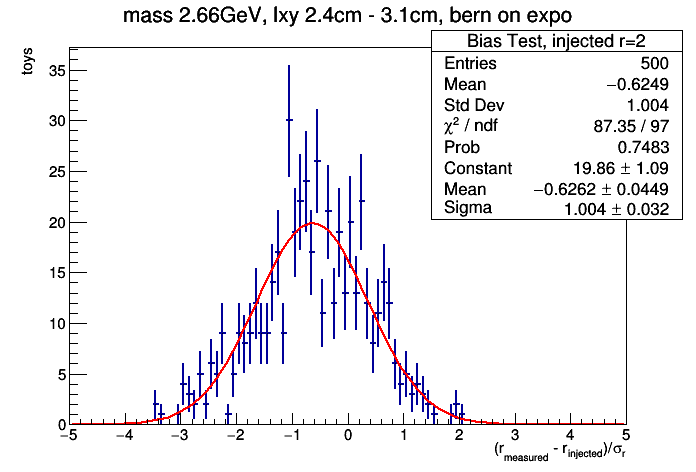 mass 2.66GeV, lxy 2.4cm - 3.1cm, bern on expo
Bias Test, injected r=2
Entries 500
Mean −0.6249
Std Dev 1.004
χ² / ndf 87.35 / 97
Prob 0.7483
Constant 19.86 ± 1.09
Mean −0.6262 ± 0.0449
Sigma 1.004 ± 0.032
toys
35
30
25
20
15
10
5
0
−5 −4 −3 −2 −1 0 1 2 3 4 5
(r_measured - r_injected)/σ_r